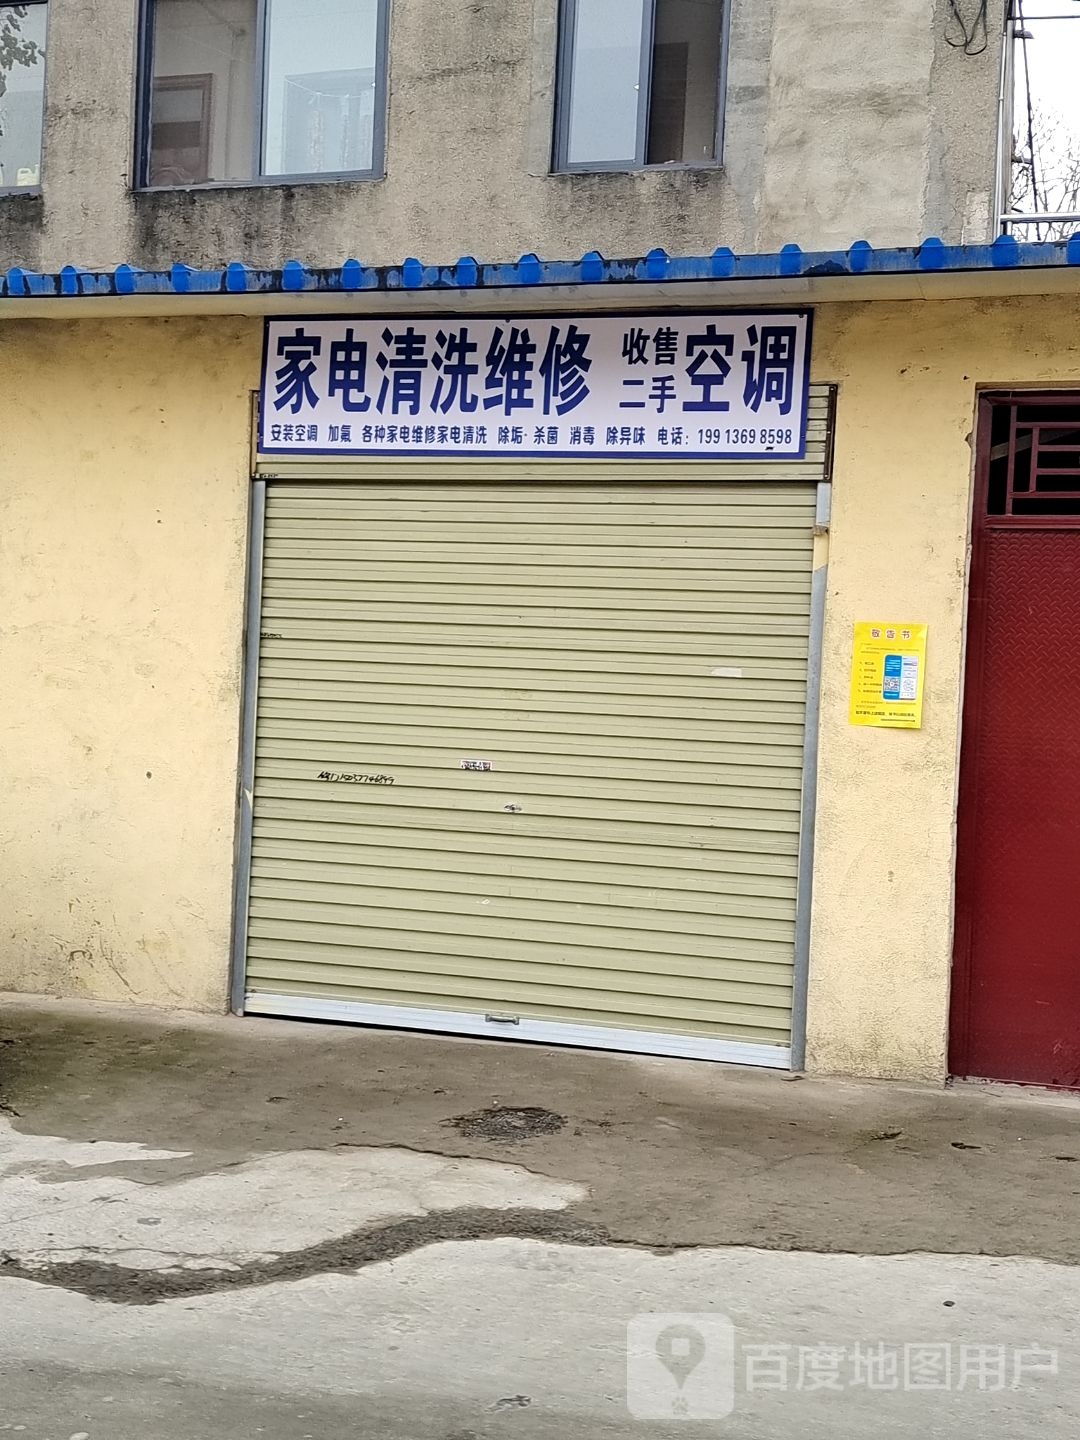 家电清洗维修 收售二手 空调
安装空调 加氟 各种家电维修家电清洗 除垢·杀菌 消毒 除异味 电话：199 1369 8598
敬告书
百度地图用户